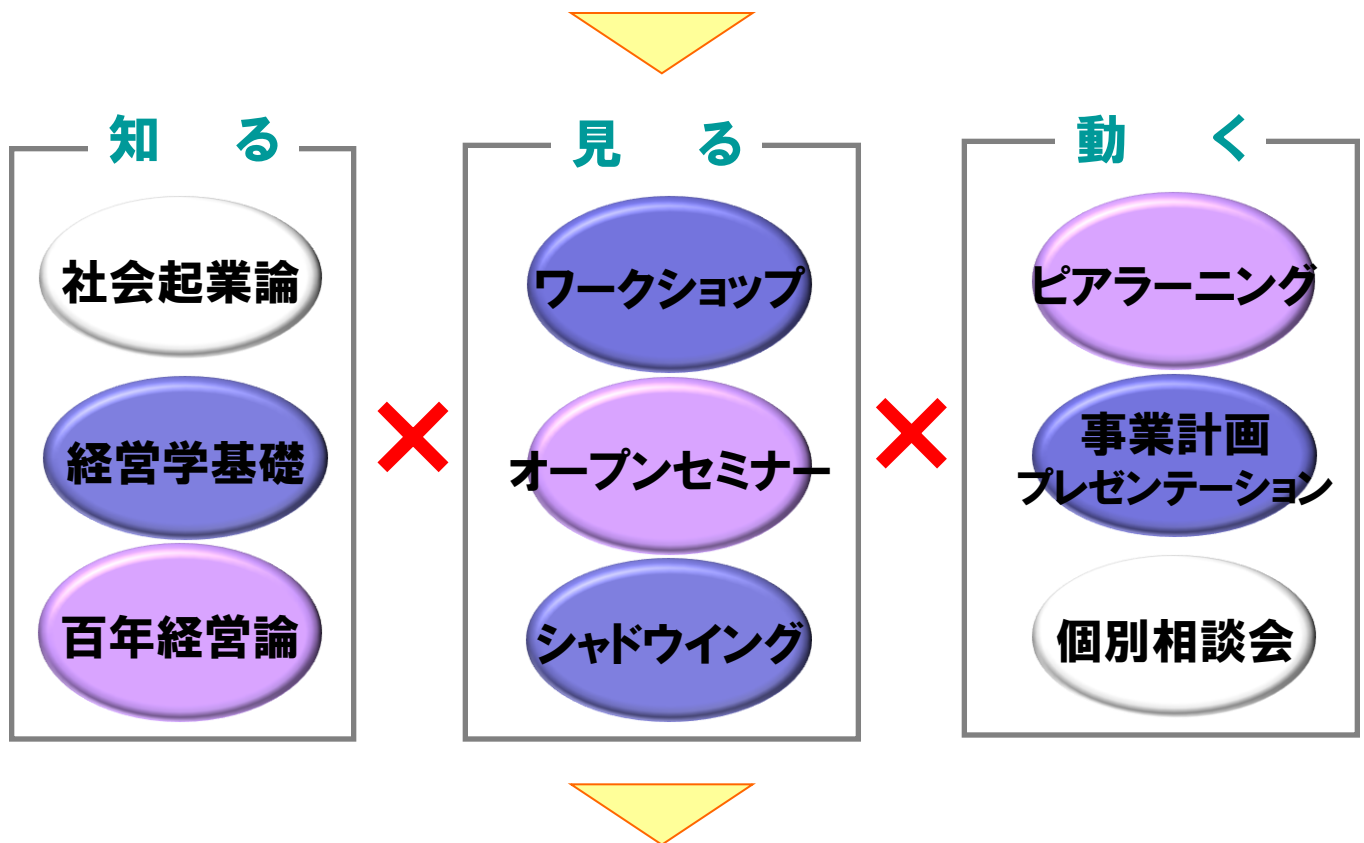 知る
社会起業論
経営学基礎
百年経営論
×
見る
ワークショップ
オープンセミナー
シャドウイング
×
動く
ピアラーニング
事業計画
プレゼンテーション
個別相談会